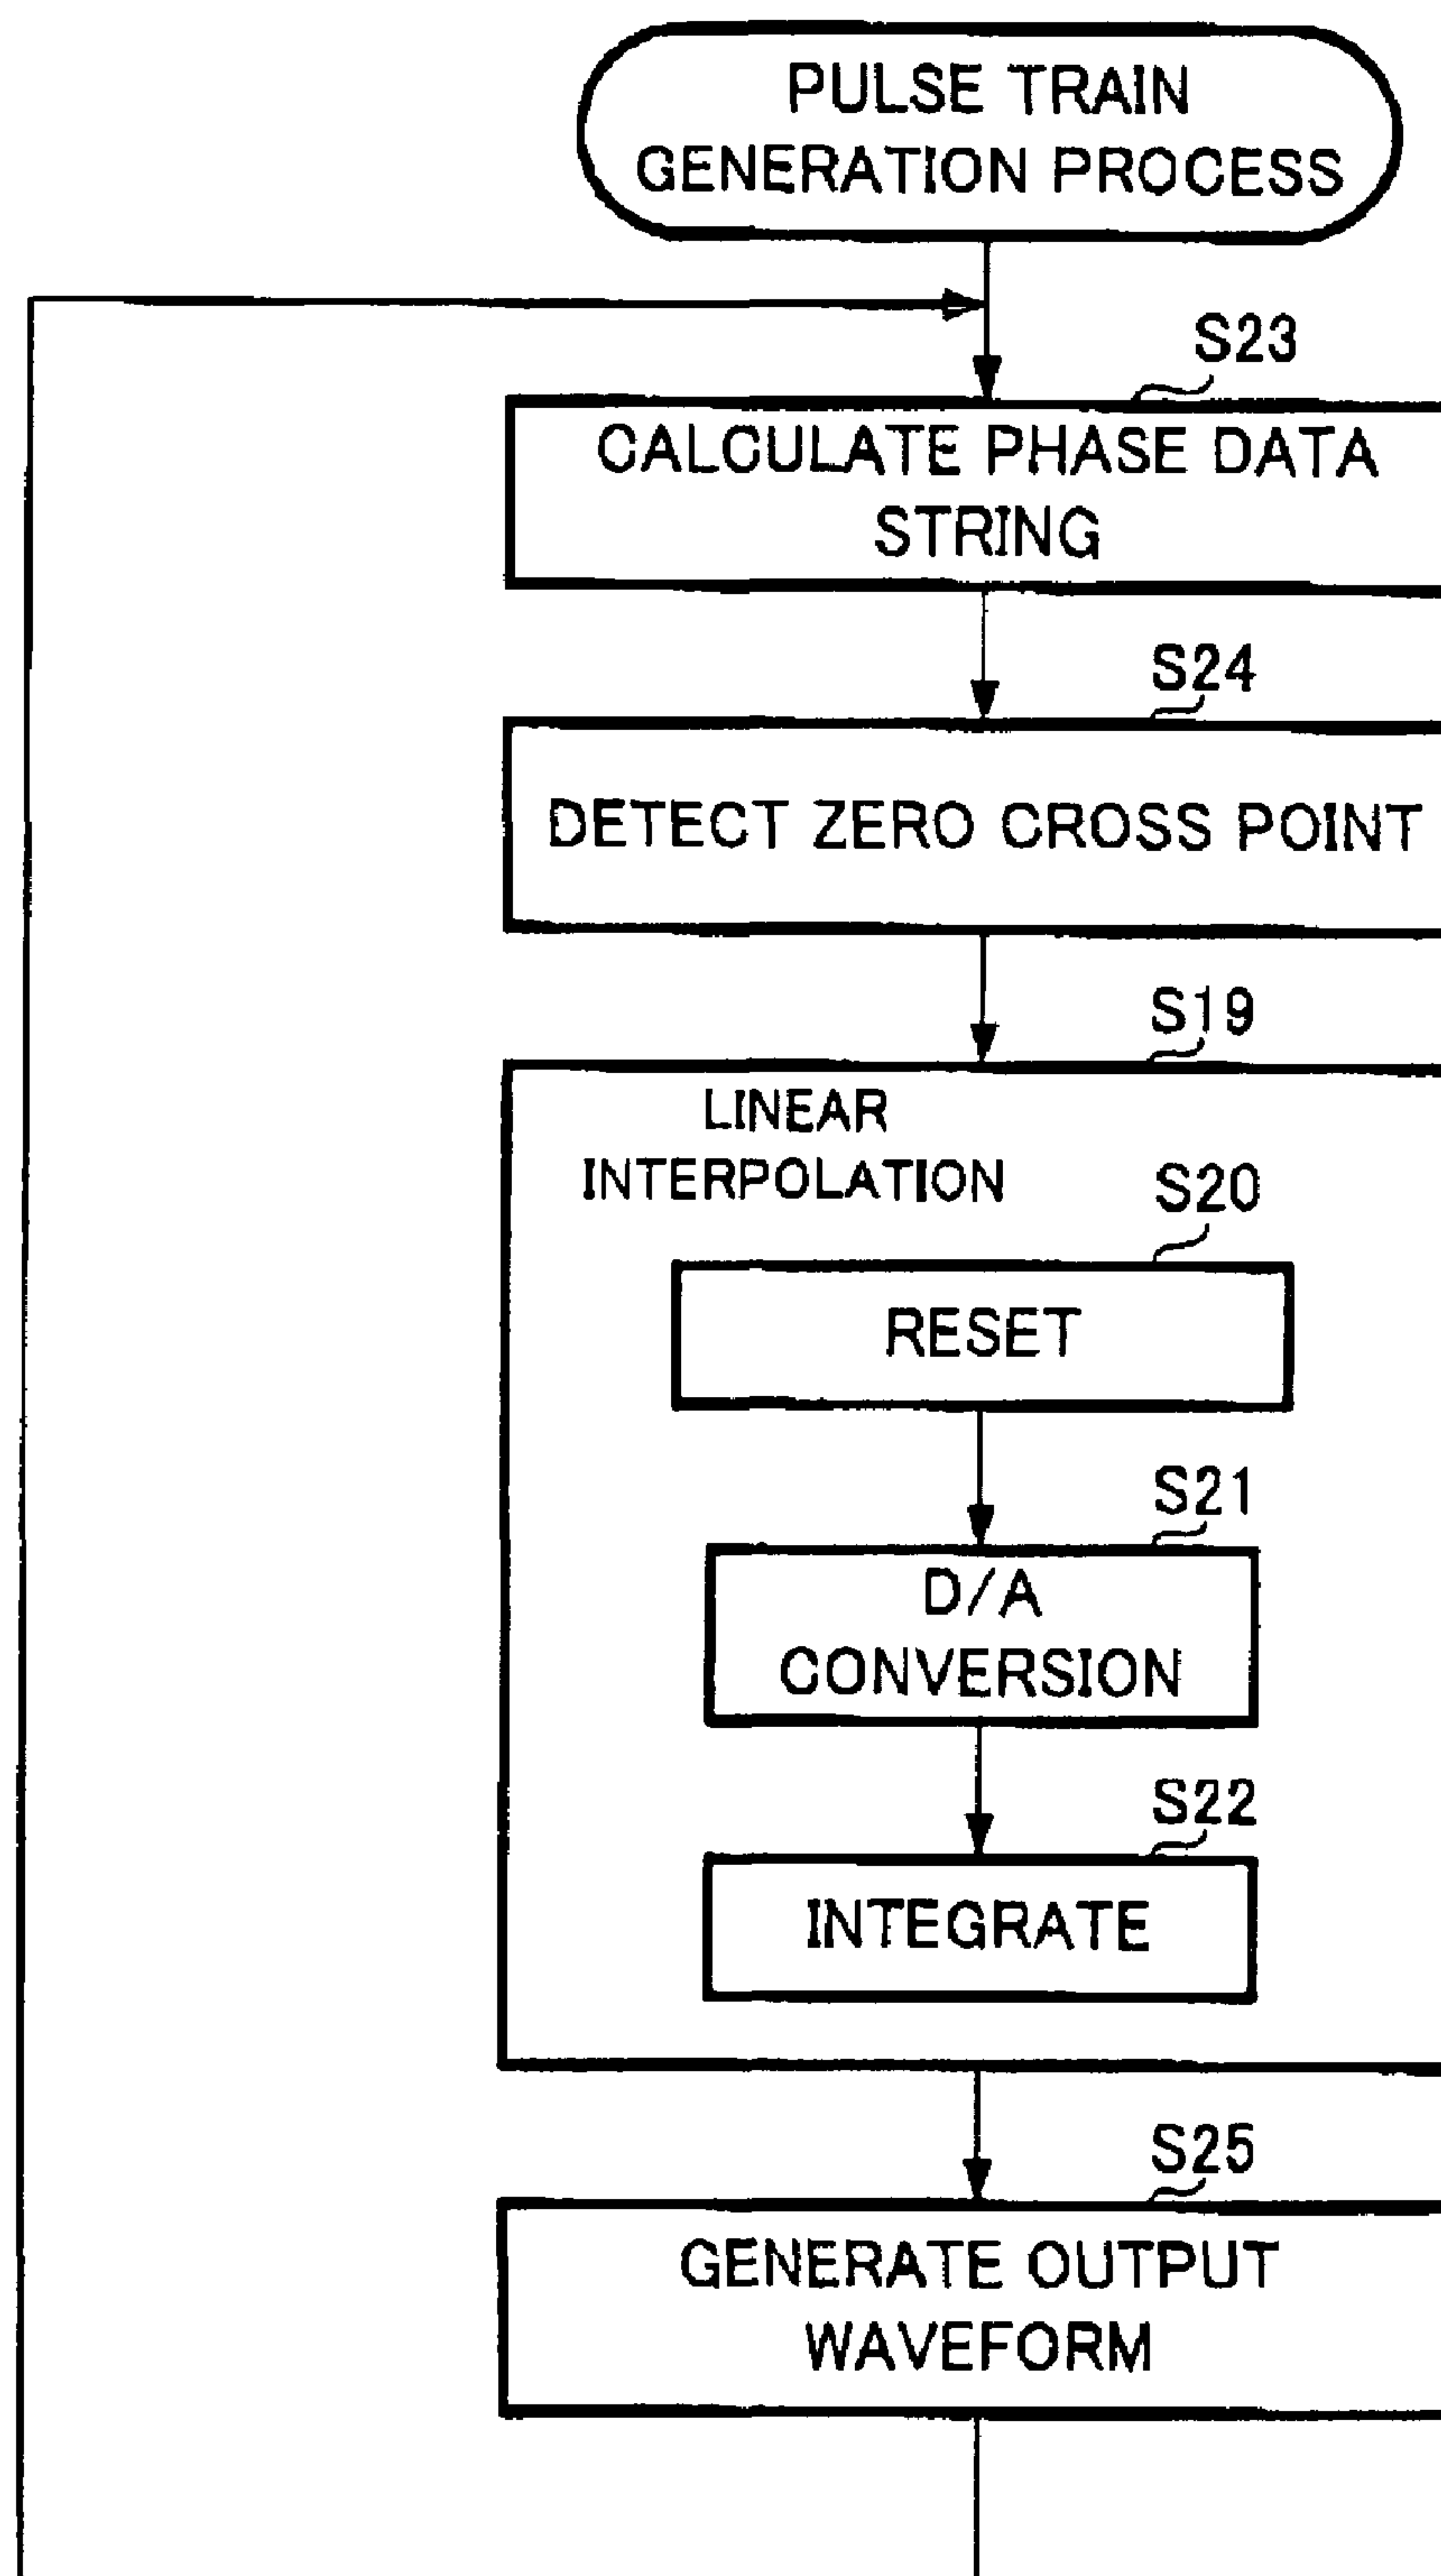 PULSE TRAIN
GENERATION PROCESS
S23
CALCULATE PHASE DATA
STRING
S24
DETECT ZERO CROSS POINT
S19
LINEAR
INTERPOLATION
S20
RESET
S21
D/A
CONVERSION
S22
INTEGRATE
S25
GENERATE OUTPUT
WAVEFORM